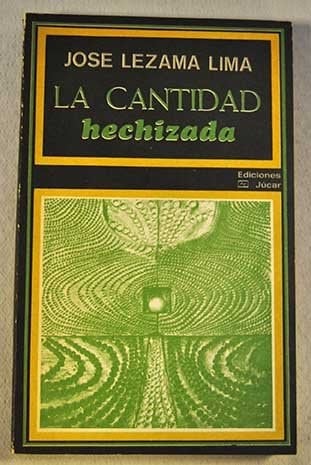 JOSE LEZAMA LIMA
LA CANTIDAD
hechizada
Ediciones
Júcar